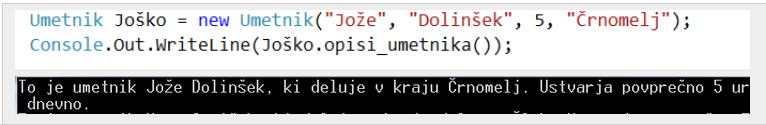 Umetnik Joško = new Umetnik("Jože", "Dolinšek", 5, "Črnomelj");
Console.Out.WriteLine(Joško.opisi_umetnika());
To je umetnik Jože Dolinšek, ki deluje v kraju Črnomelj. Ustvarja povprečno 5 ur
dnevno.